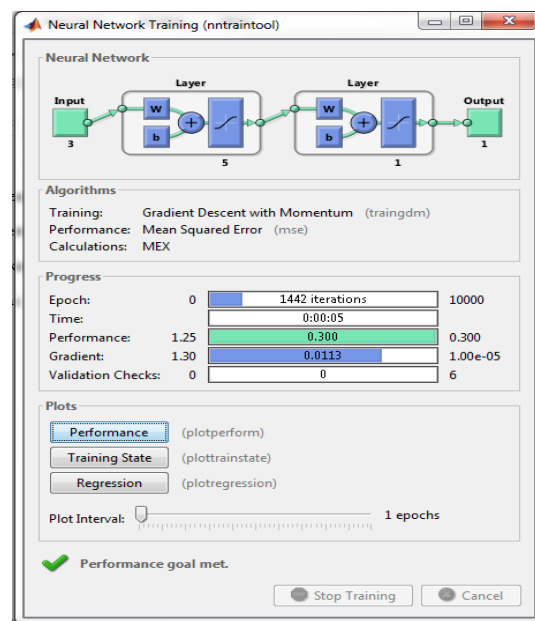 Neural Network Training (nntraintool)
Neural Network
Layer Layer
Input Output
W W
+ +
b b
3 1
5 1
Algorithms
Training: Gradient Descent with Momentum (traingdm)
Performance: Mean Squared Error (mse)
Calculations: MEX
Progress
Epoch: 0 1442 iterations 10000
Time: 0:00:05
Performance: 1.25 0.300 0.300
Gradient: 1.30 0.0113 1.00e-05
Validation Checks: 0 0 6
Plots
Performance (plotperform)
Training State (plottrainstate)
Regression (plotregression)
Plot Interval: 1 epochs
Performance goal met.
Stop Training Cancel